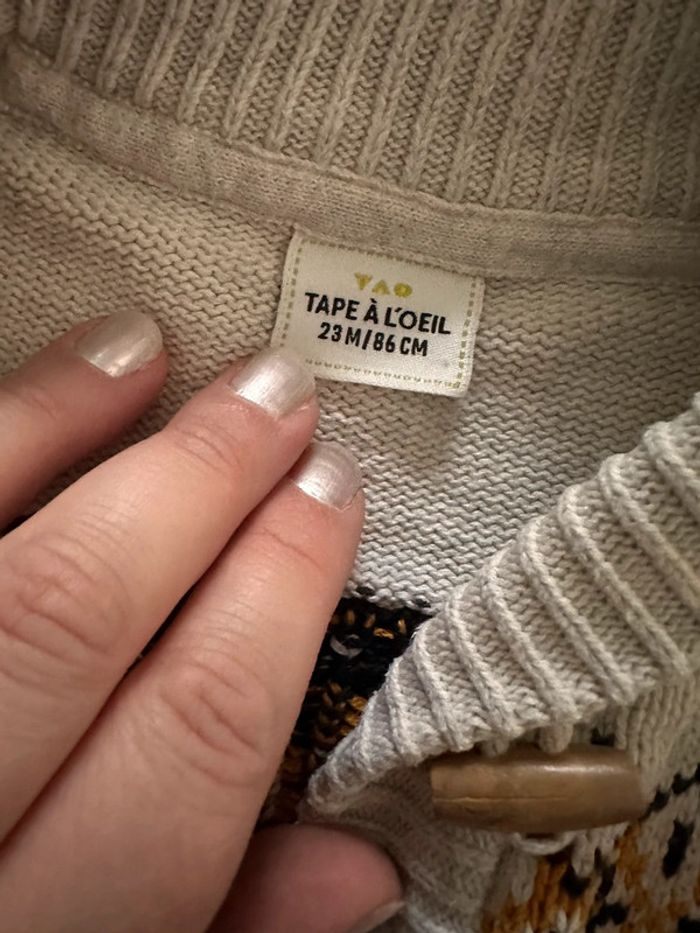 TAO
TAPE À L'OEIL
23M/86CM